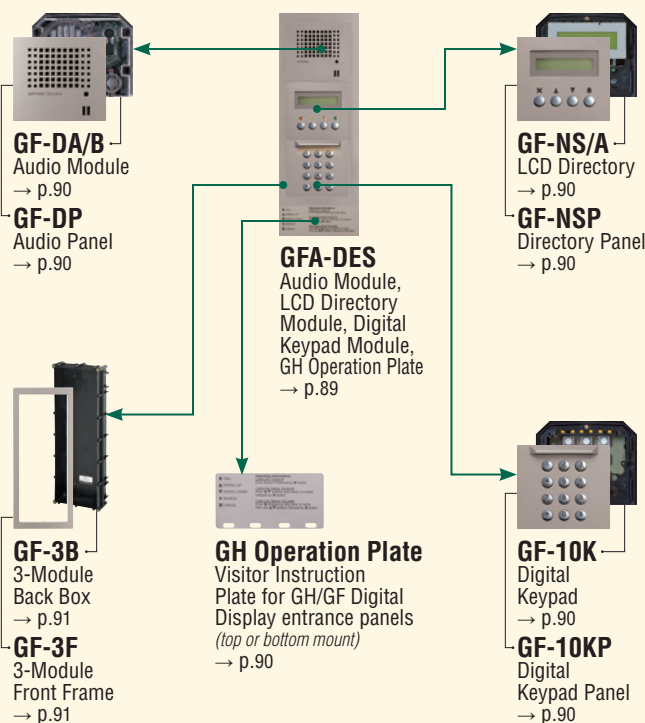 GF-DA/B
Audio Module
→ p.90
GF-DP
Audio Panel
→ p.90
GFA-DES
Audio Module,
LCD Directory
Module, Digital
Keypad Module,
GH Operation Plate
→ p.89
GF-NS/A
LCD Directory
→ p.90
GF-NSP
Directory Panel
→ p.90
GF-3B
3-Module
Back Box
→ p.91
GF-3F
3-Module
Front Frame
→ p.91
GH Operation Plate
Visitor Instruction
Plate for GH/GF Digital
Display entrance panels
(top or bottom mount)
→ p.90
GF-10K
Digital
Keypad
→ p.90
GF-10KP
Digital
Keypad Panel
→ p.90